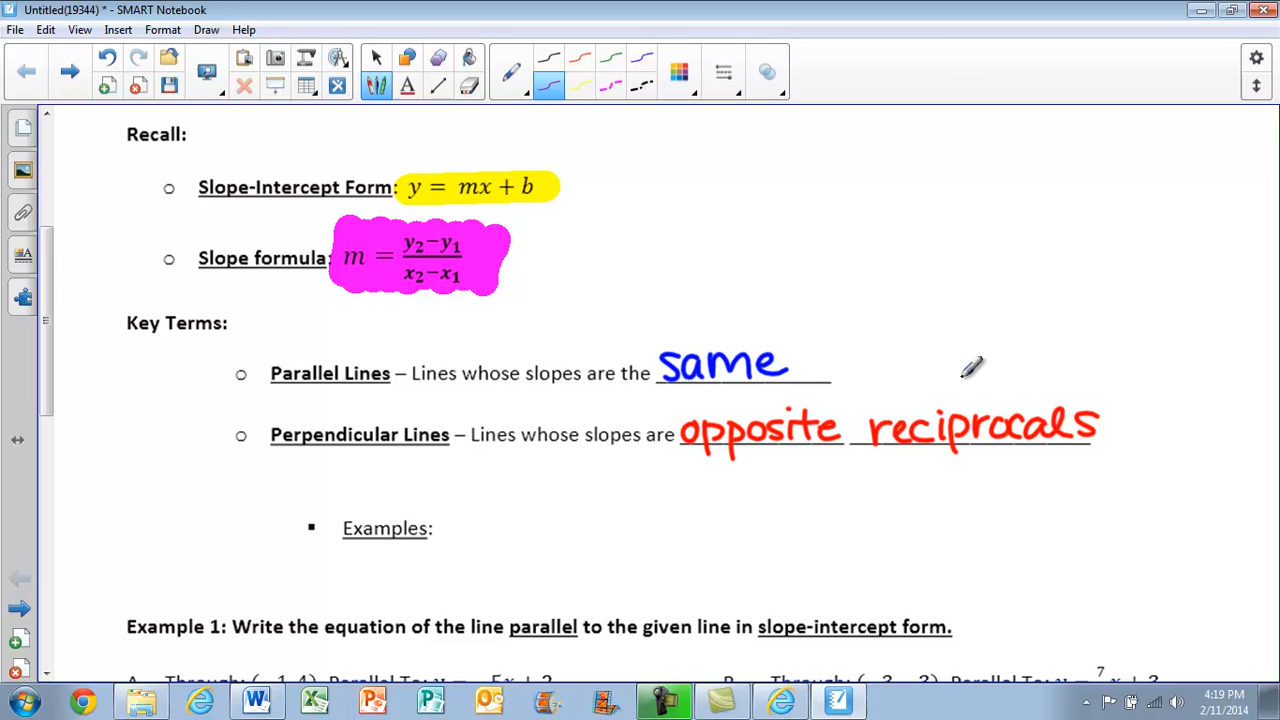 Untitled(19344) * - SMART Notebook
File Edit View Insert Format Draw Help
Recall:
o Slope-Intercept Form: y = mx + b
o Slope formula: m = y₂−y₁ / x₂−x₁
Key Terms:
o Parallel Lines – Lines whose slopes are the same
o Perpendicular Lines – Lines whose slopes are opposite reciprocals
▪ Examples:
Example 1: Write the equation of the line parallel to the given line in slope-intercept form.
7
4:19 PM
2/11/2014